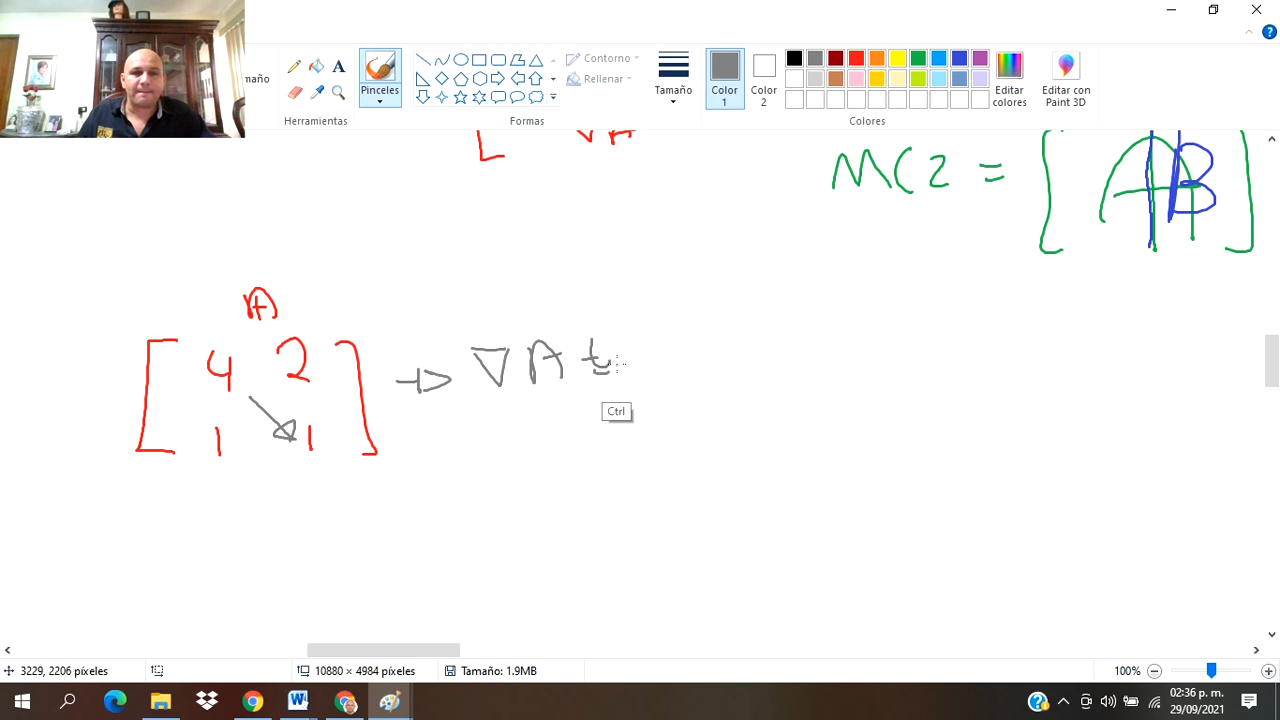 maño
Pinceles
Herramientas
Formas
Contorno
Rellenar
Tamaño
Color 1
Color 2
Colores
Editar colores
Editar con Paint 3D
∇ A
MC2 = [ A | B ]
A
[ 4 2 ] → ∇ A t
1 1
Ctrl
3229, 2206 píxeles
10880 × 4984 píxeles
Tamaño: 1.9MB
100%
02:36 p. m.
29/09/2021